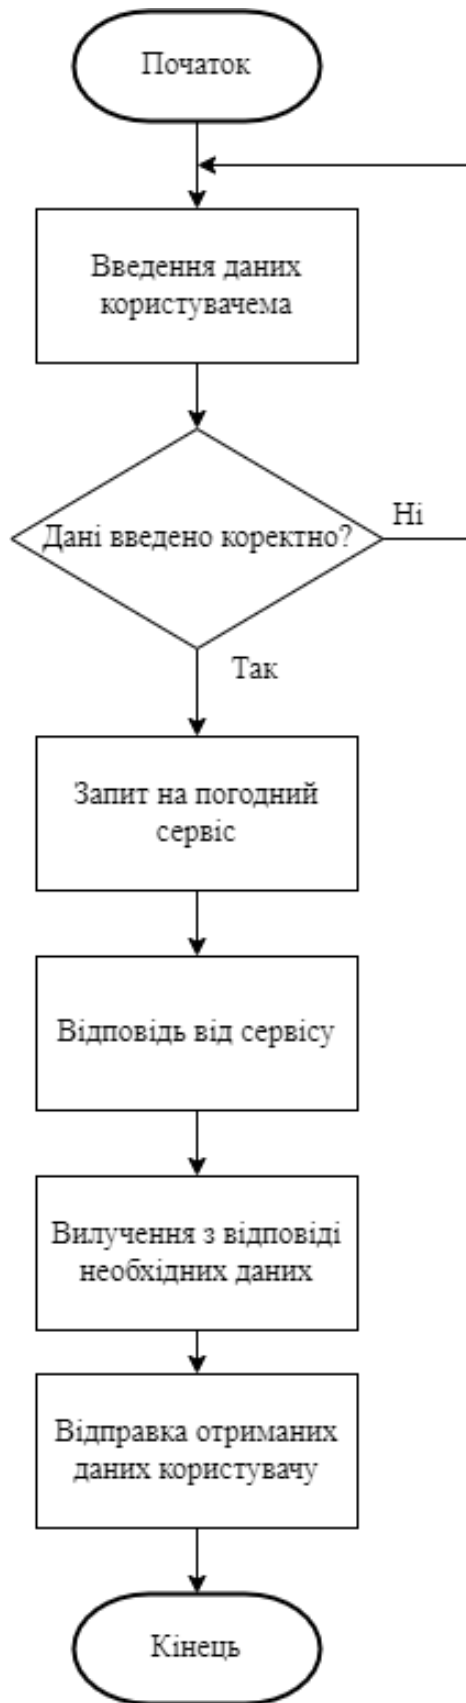 Початок
Введення даних
користувачема
Дані введено коректно?
Ні
Так
Запит на погодний
сервіс
Відповідь від сервісу
Вилучення з відповіді
необхідних даних
Відправка отриманих
даних користувачу
Кінець